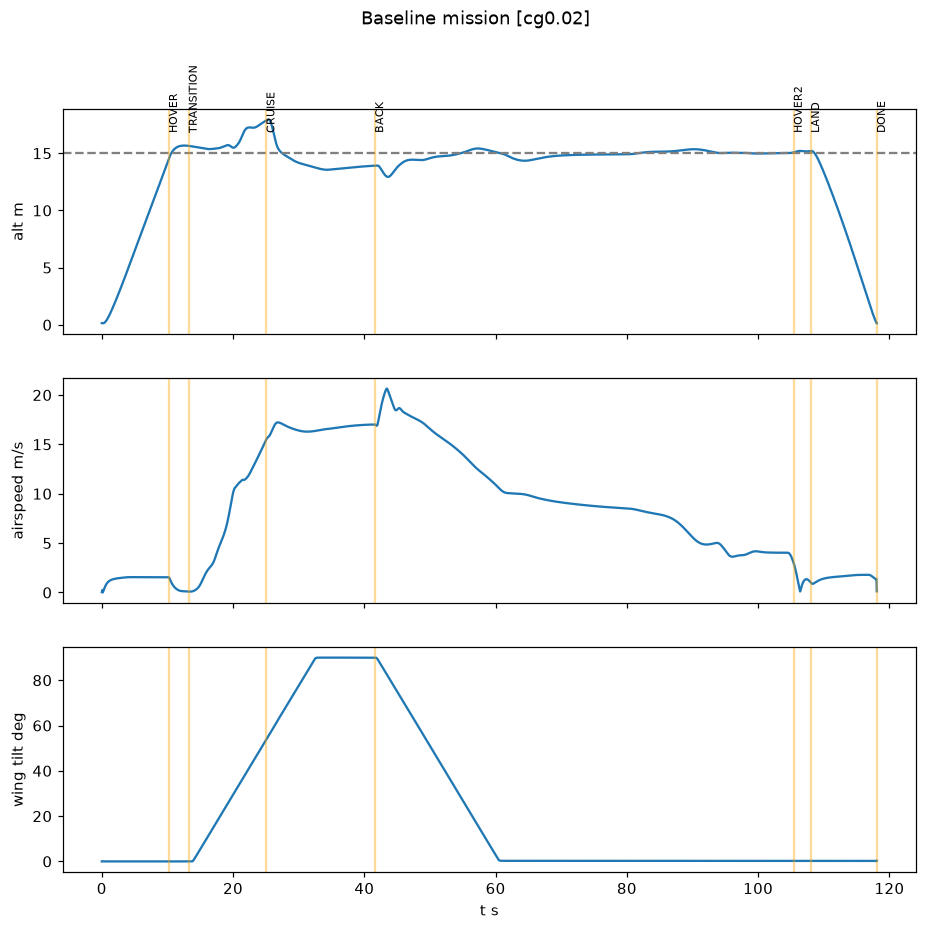 Baseline mission [cg0.02]
HOVER
TRANSITION
CRUISE
BACK
HOVER2
LAND
DONE
15
10
5
0
alt m
20
15
10
5
0
airspeed m/s
80
60
40
20
0
wing tilt deg
0 20 40 60 80 100 120
t s